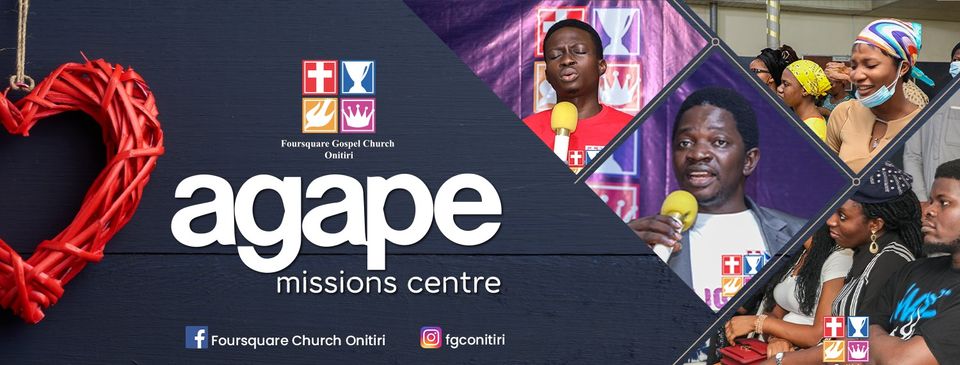 Foursquare Gospel Church
Onitiri
agape
missions centre
Foursquare Church Onitiri
fgconitiri